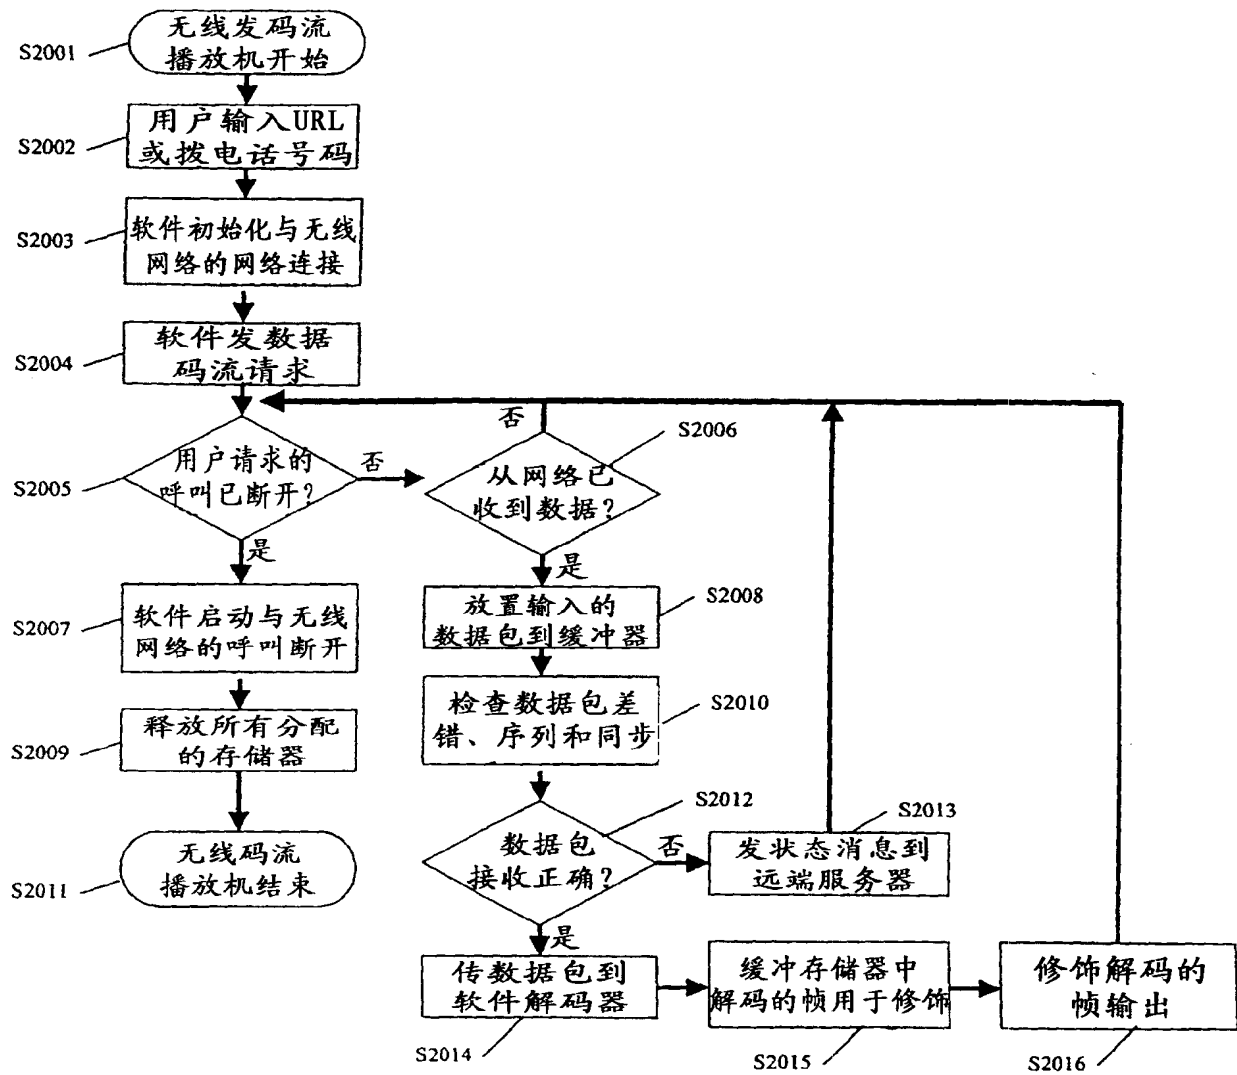 S2001
无线发码流
播放机开始
S2002
用户输入URL
或拨电话号码
S2003
软件初始化与无线
网络的网络连接
S2004
软件发数据
码流请求
S2005
用户请求的
呼叫已断开？
否
是
S2006
否
从网络已
收到数据？
是
S2007
软件启动与无线
网络的呼叫断开
S2008
放置输入的
数据包到缓冲器
S2009
释放所有分配
的存储器
S2010
检查数据包差
错、序列和同步
S2011
无线码流
播放机结束
S2012
数据包
接收正确？
否
是
S2013
发状态消息到
远端服务器
传数据包到
软件解码器
S2014
缓冲存储器中
解码的帧用于修饰
S2015
修饰解码的
帧输出
S2016